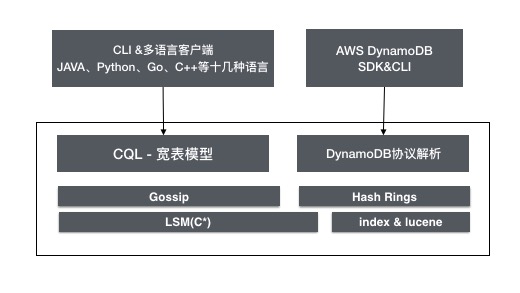 CLI &多语言客户端
JAVA、Python、Go、C++等十几种语言
AWS DynamoDB
SDK&CLI
CQL - 宽表模型
DynamoDB协议解析
Gossip
Hash Rings
LSM(C*)
index & lucene